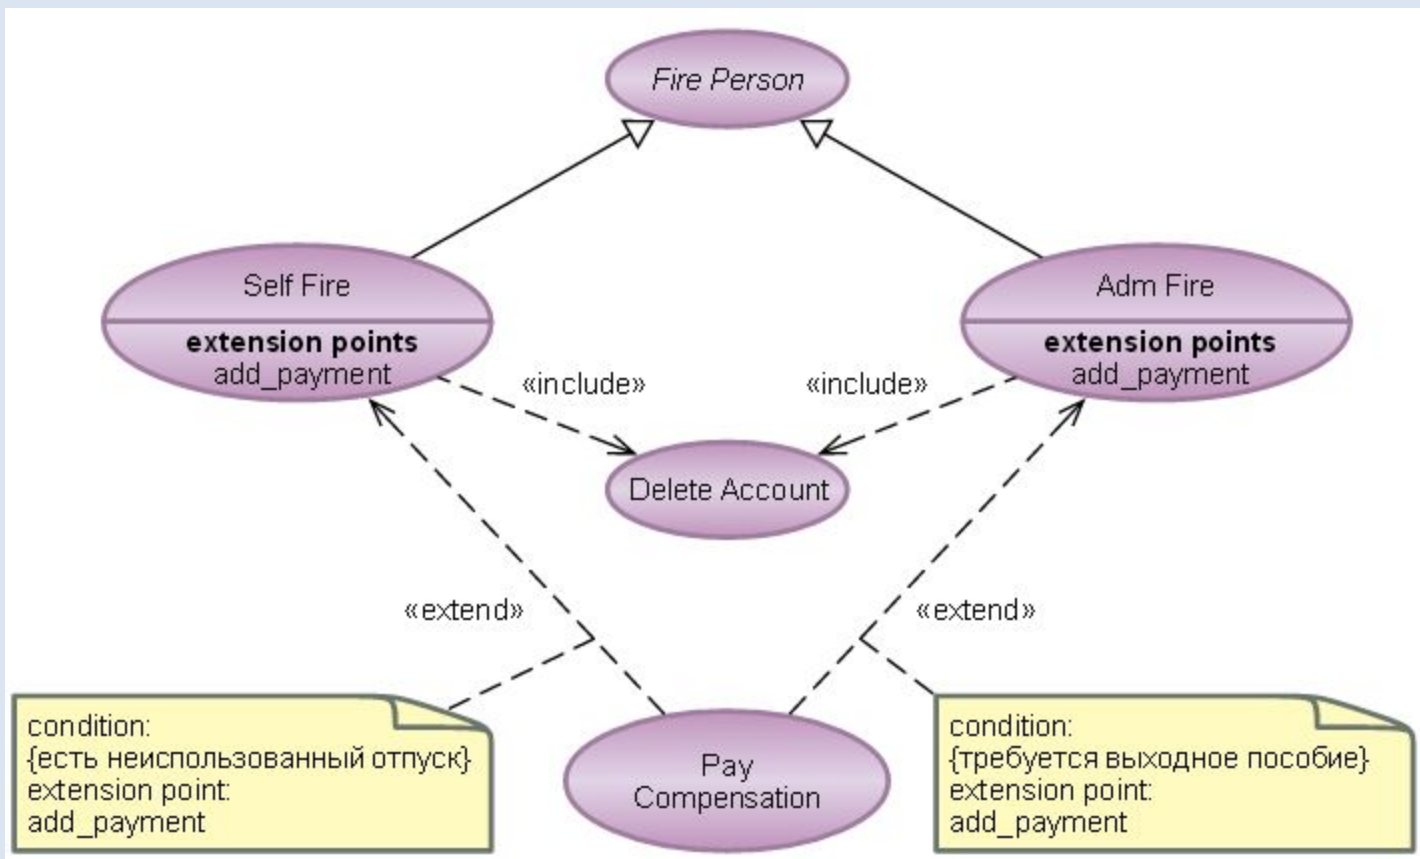 Fire Person
Self Fire
extension points
add_payment
Adm Fire
extension points
add_payment
«include»
«include»
Delete Account
«extend»
«extend»
condition:
{есть неиспользованный отпуск}
extension point:
add_payment
Pay
Compensation
condition:
{требуется выходное пособие}
extension point:
add_payment